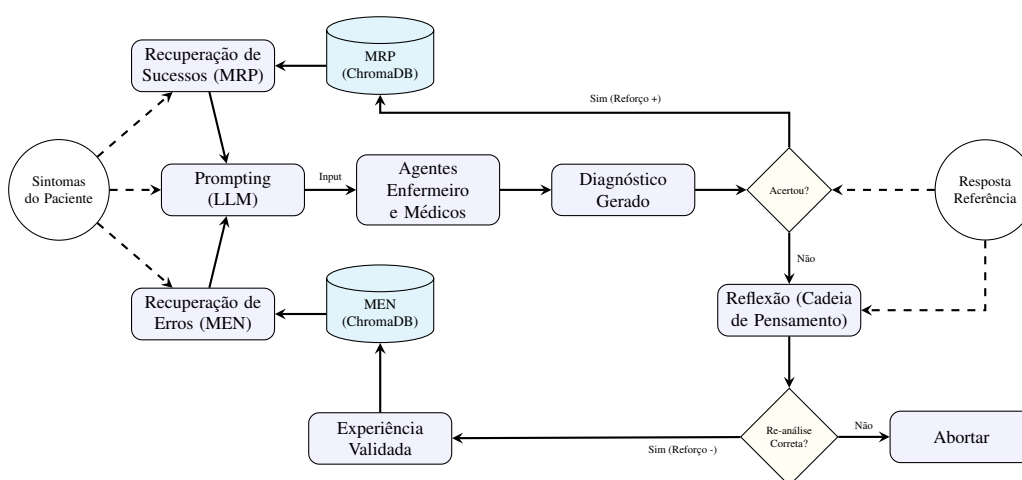 Recuperação de
Sucessos (MRP)
MRP
(ChromaDB)
Sim (Reforço +)
Sintomas
do Paciente
Prompting
(LLM)
Input
Agentes
Enfermeiro
e Médicos
Diagnóstico
Gerado
Acertou?
Resposta
Referência
Não
Recuperação de
Erros (MEN)
MEN
(ChromaDB)
Reflexão (Cadeia
de Pensamento)
Experiência
Validada
Sim (Reforço -)
Re-análise
Correta?
Não
Abortar